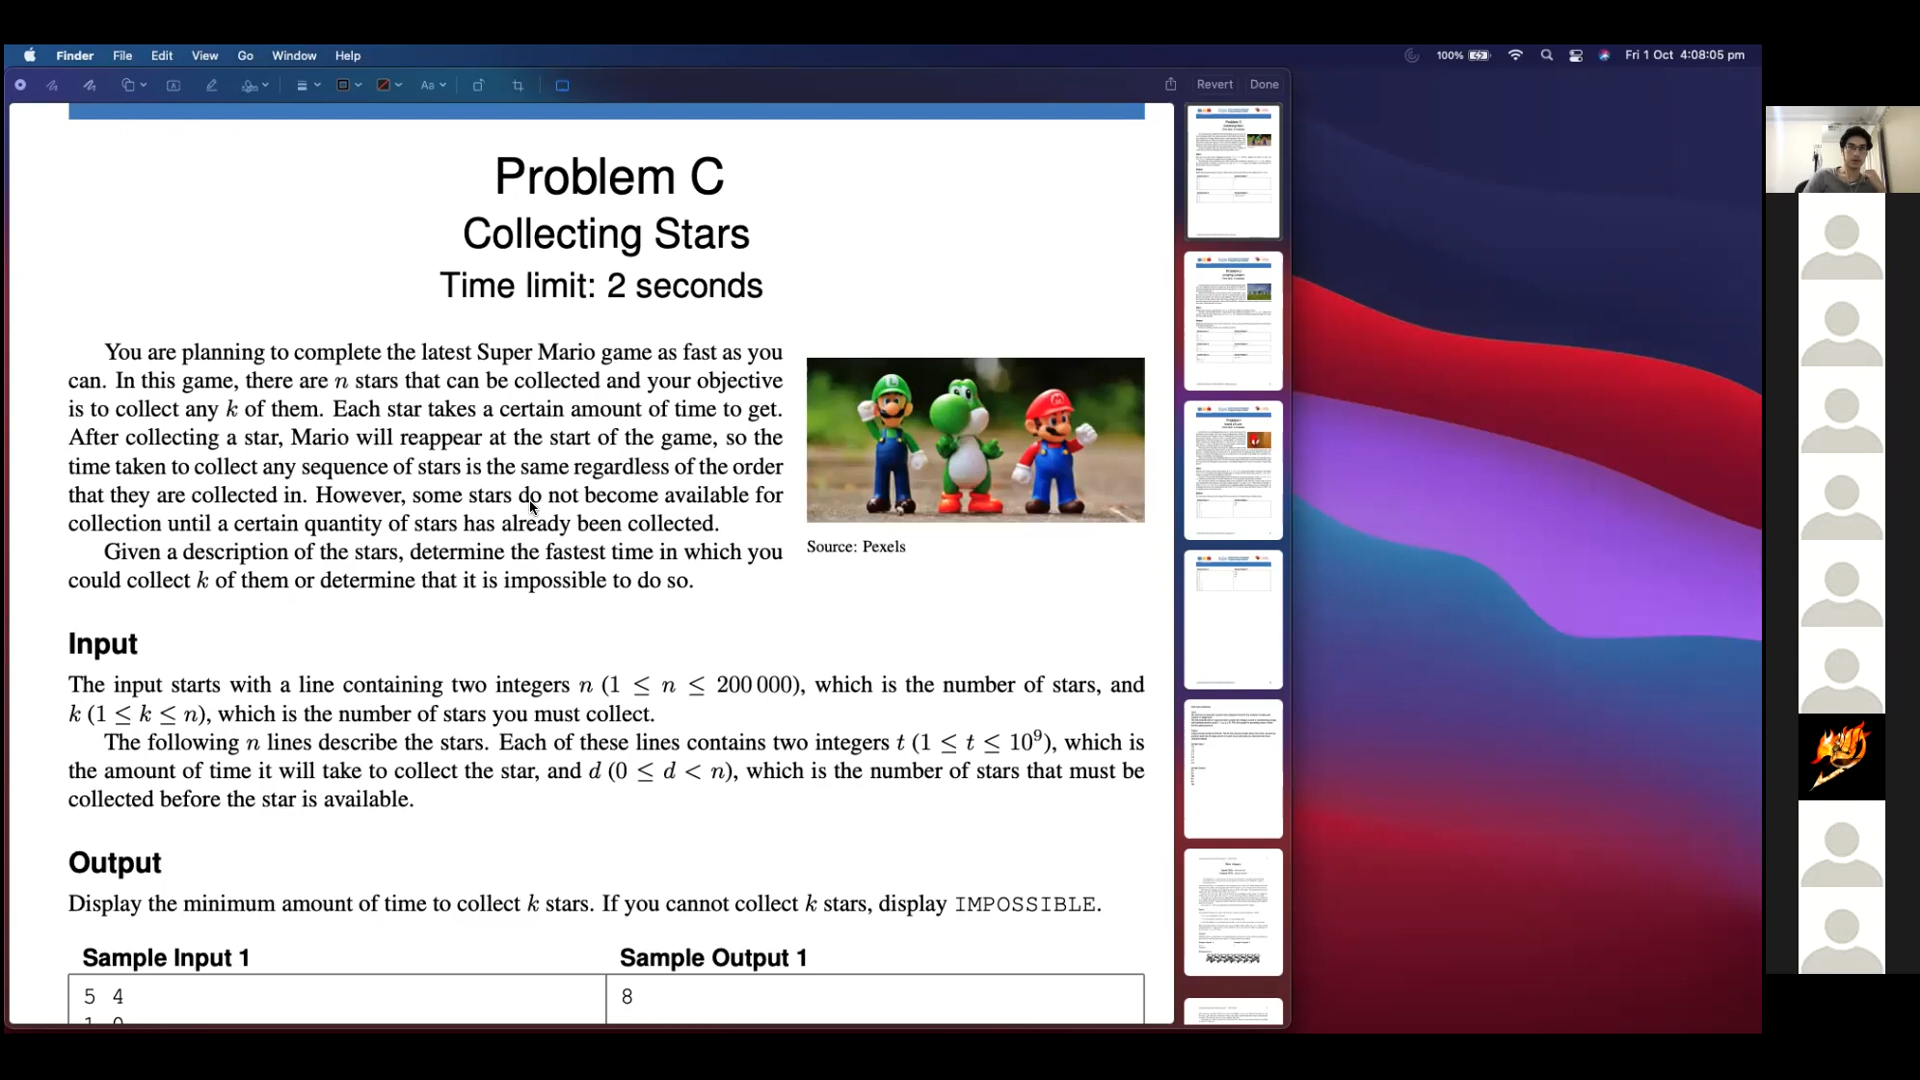 Finder File Edit View Go Window Help
100% Fri 1 Oct 4:08:05 pm
Aa Revert Done
Problem C
Collecting Stars
Time limit: 2 seconds
You are planning to complete the latest Super Mario game as fast as you
can. In this game, there are n stars that can be collected and your objective
is to collect any k of them. Each star takes a certain amount of time to get.
After collecting a star, Mario will reappear at the start of the game, so the
time taken to collect any sequence of stars is the same regardless of the order
that they are collected in. However, some stars do not become available for
collection until a certain quantity of stars has already been collected.
Given a description of the stars, determine the fastest time in which you
could collect k of them or determine that it is impossible to do so.
Source: Pexels
Input
The input starts with a line containing two integers n (1 ≤ n ≤ 200 000), which is the number of stars, and
k (1 ≤ k ≤ n), which is the number of stars you must collect.
The following n lines describe the stars. Each of these lines contains two integers t (1 ≤ t ≤ 10⁹), which is
the amount of time it will take to collect the star, and d (0 ≤ d < n), which is the number of stars that must be
collected before the star is available.
Output
Display the minimum amount of time to collect k stars. If you cannot collect k stars, display IMPOSSIBLE.
Sample Input 1 Sample Output 1
5 4 8